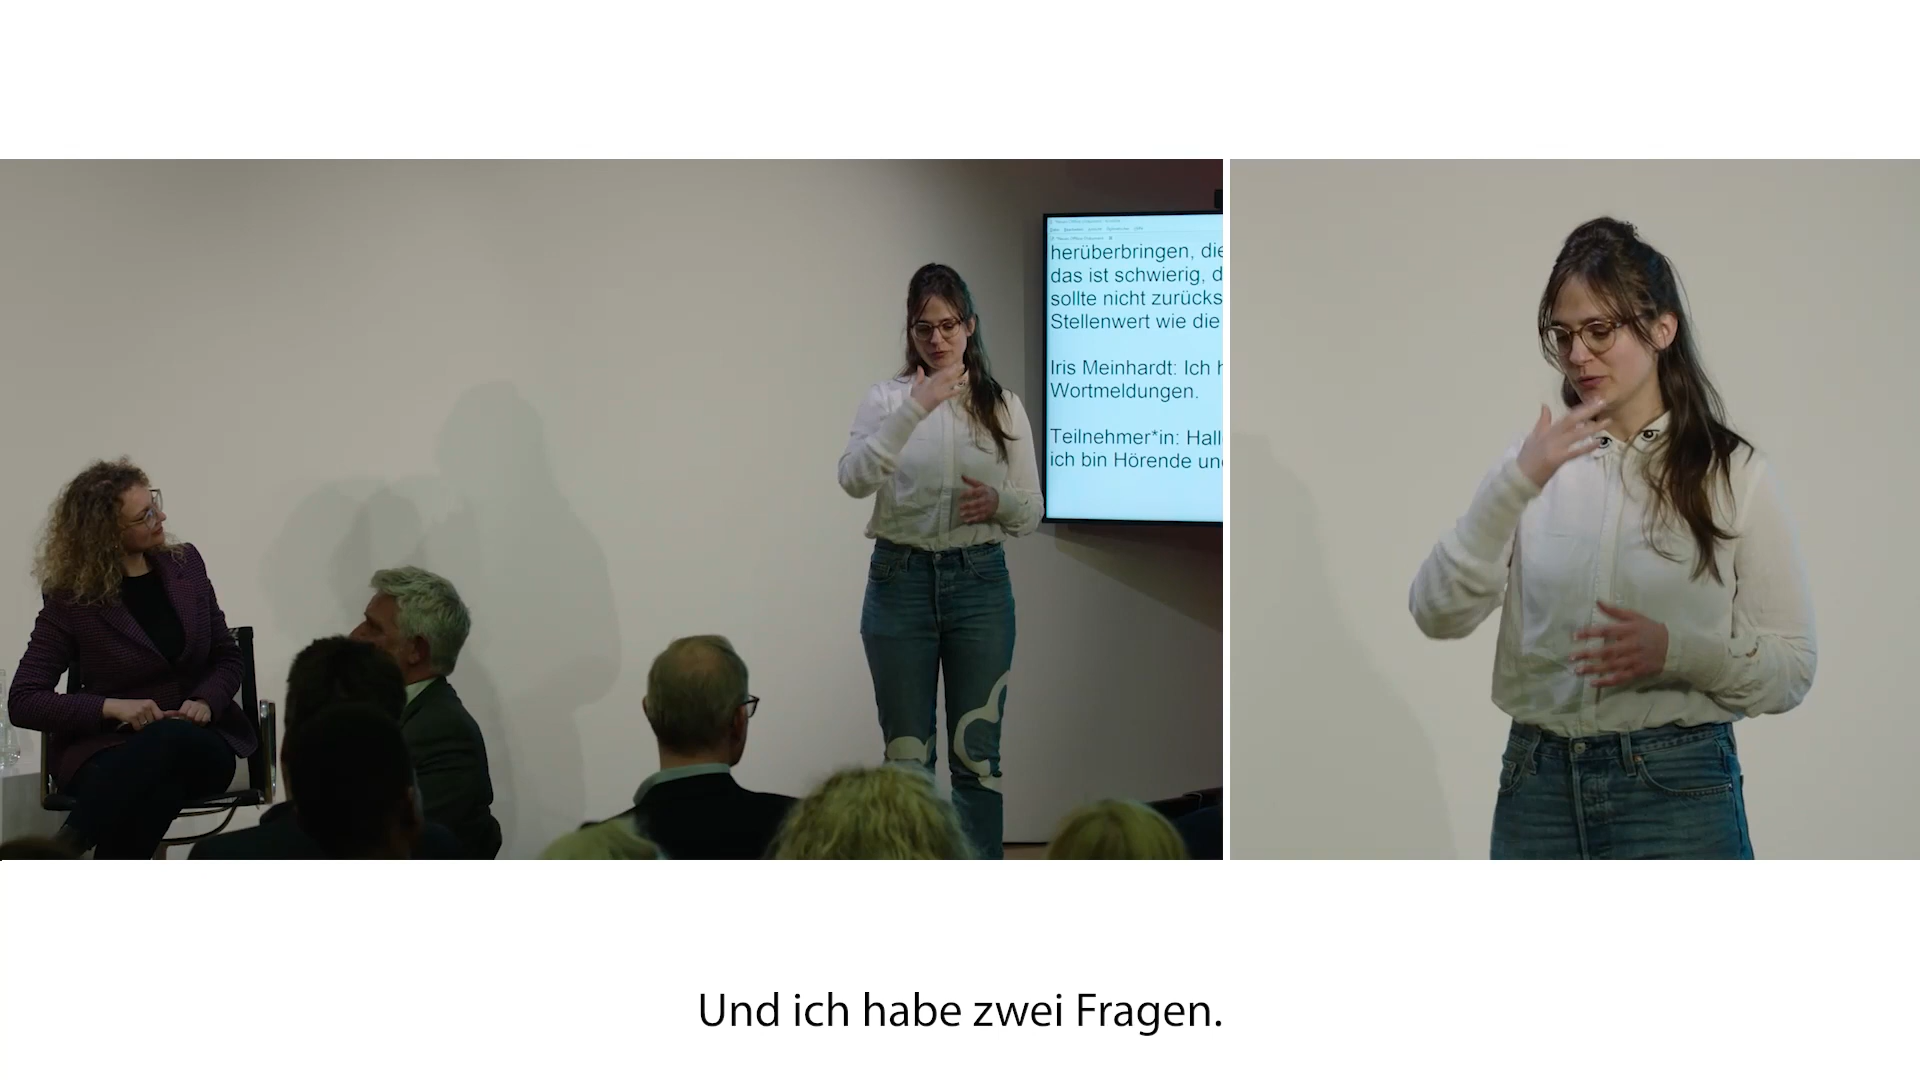 herüberbringen, die
das ist schwierig, d
sollte nicht zurücks
Stellenwert wie die
Iris Meinhardt: Ich h
Wortmeldungen.
Teilnehmer*in: Hall
ich bin Hörende und
Und ich habe zwei Fragen.